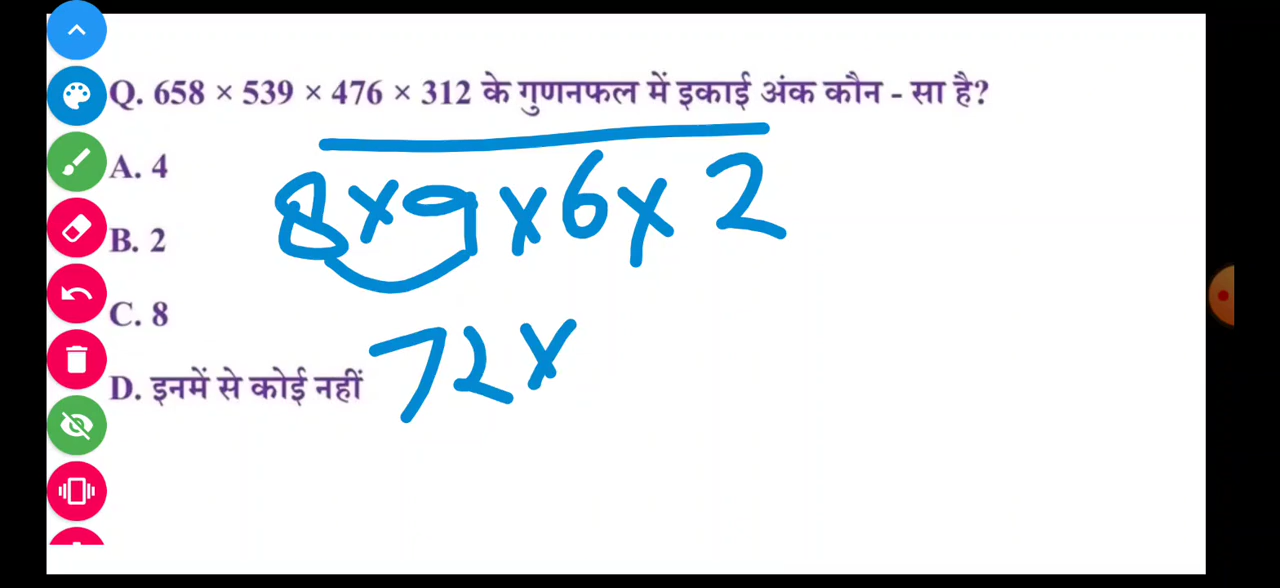 Q. 658 × 539 × 476 × 312 के गुणनफल में इकाई अंक कौन - सा है?
A. 4
8 x 9 x 6 x 2
B. 2
C. 8
72 x
D. इनमें से कोई नहीं